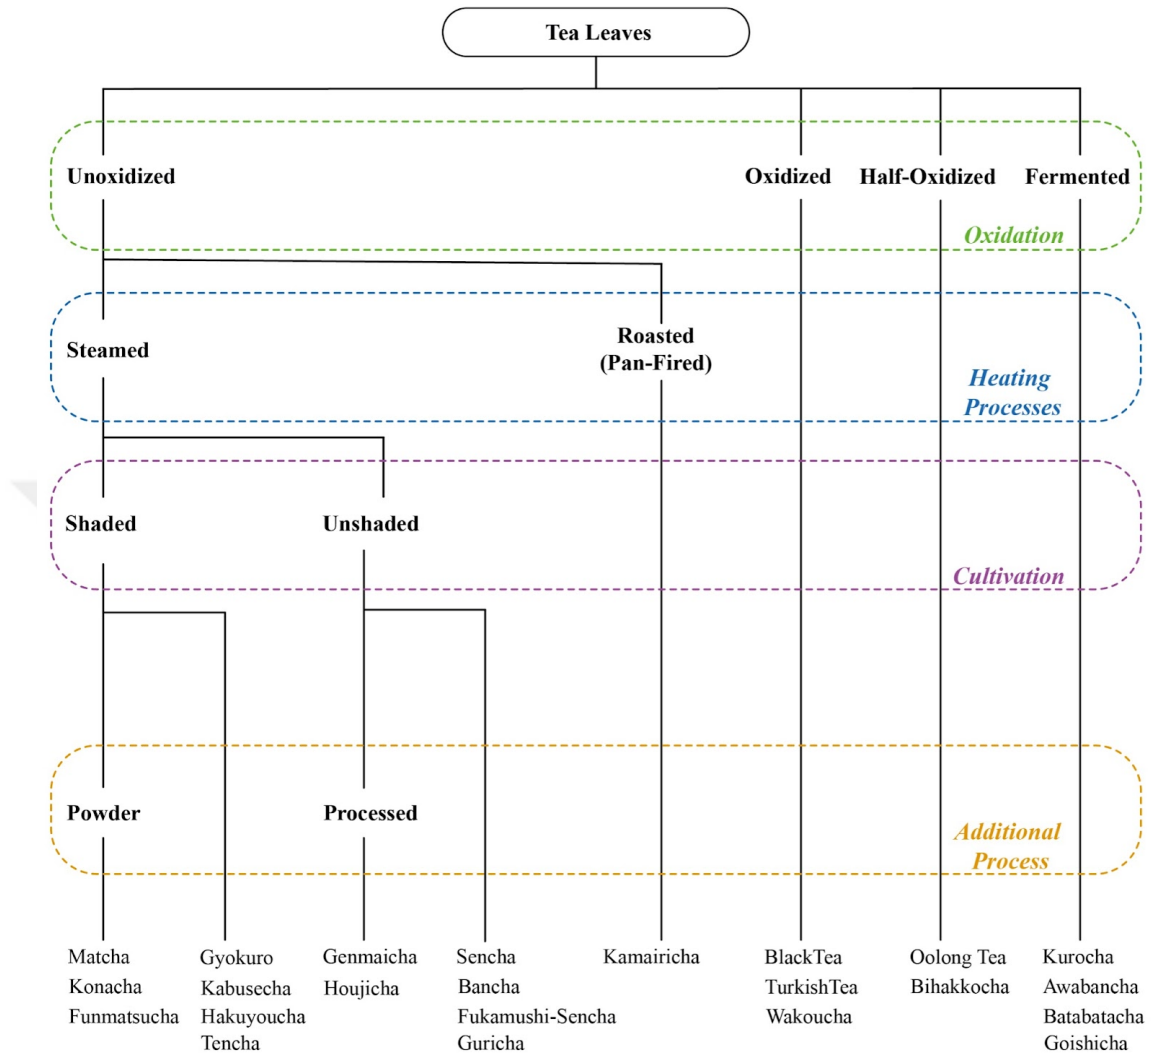 Tea Leaves
Unoxidized
Oxidized
Half-Oxidized
Fermented
Oxidation
Steamed
Roasted
(Pan-Fired)
Heating
Processes
Shaded
Unshaded
Cultivation
Powder
Processed
Additional
Process
Matcha
Konacha
Funmatsucha
Gyokuro
Kabusecha
Hakuyoucha
Tencha
Genmaicha
Houjicha
Sencha
Bancha
Fukamushi-Sencha
Guricha
Kamairicha
BlackTea
TurkishTea
Wakoucha
Oolong Tea
Bihakkocha
Kurocha
Awabancha
Batabatacha
Goishicha